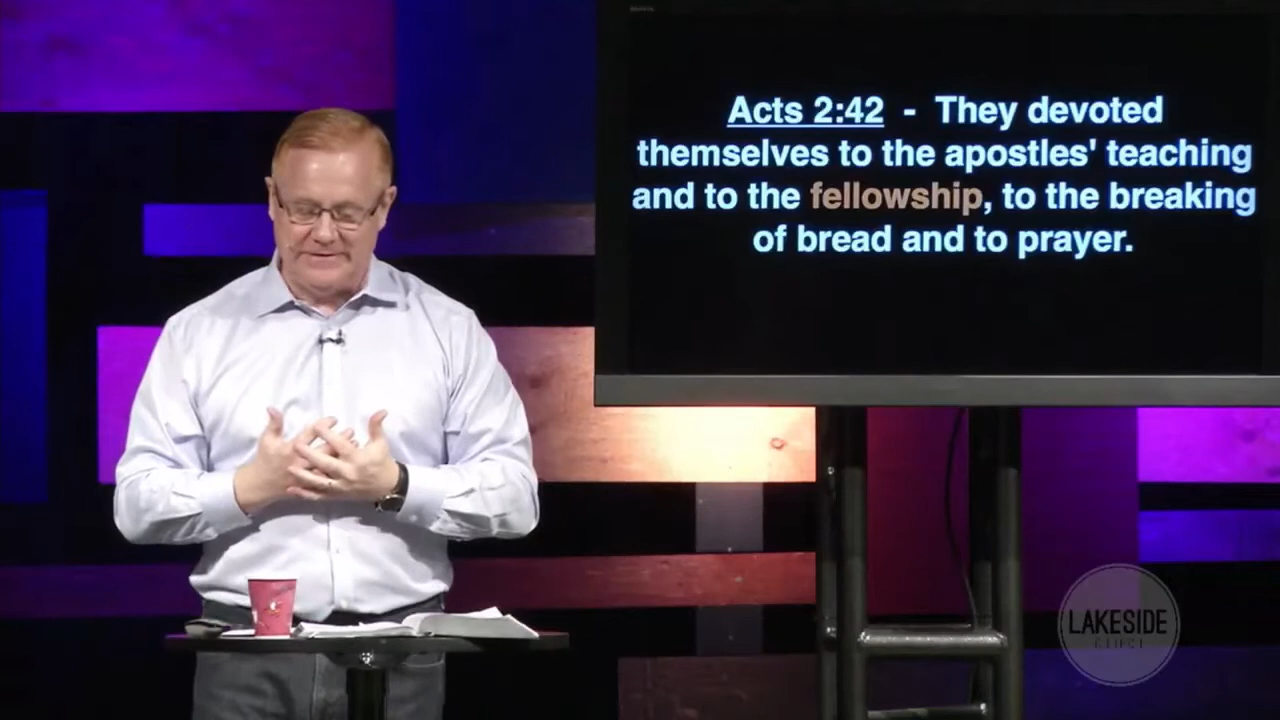 Acts 2:42 - They devoted
themselves to the apostles' teaching
and to the fellowship, to the breaking
of bread and to prayer.
LAKESIDE